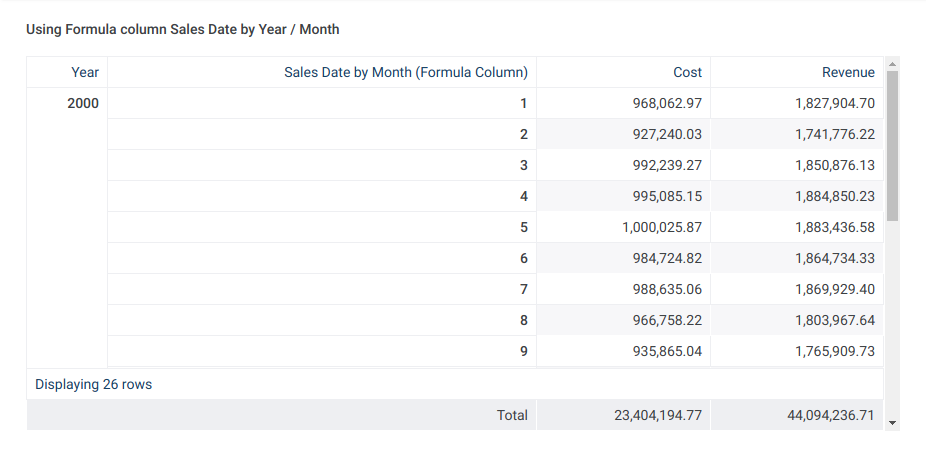 Using Formula column Sales Date by Year / Month
Year Sales Date by Month (Formula Column) Cost Revenue
2000 1 968,062.97 1,827,904.70
2 927,240.03 1,741,776.22
3 992,239.27 1,850,876.13
4 995,085.15 1,884,850.23
5 1,000,025.87 1,883,436.58
6 984,724.82 1,864,734.33
7 988,635.06 1,869,929.40
8 966,758.22 1,803,967.64
9 935,865.04 1,765,909.73
Displaying 26 rows
Total 23,404,194.77 44,094,236.71